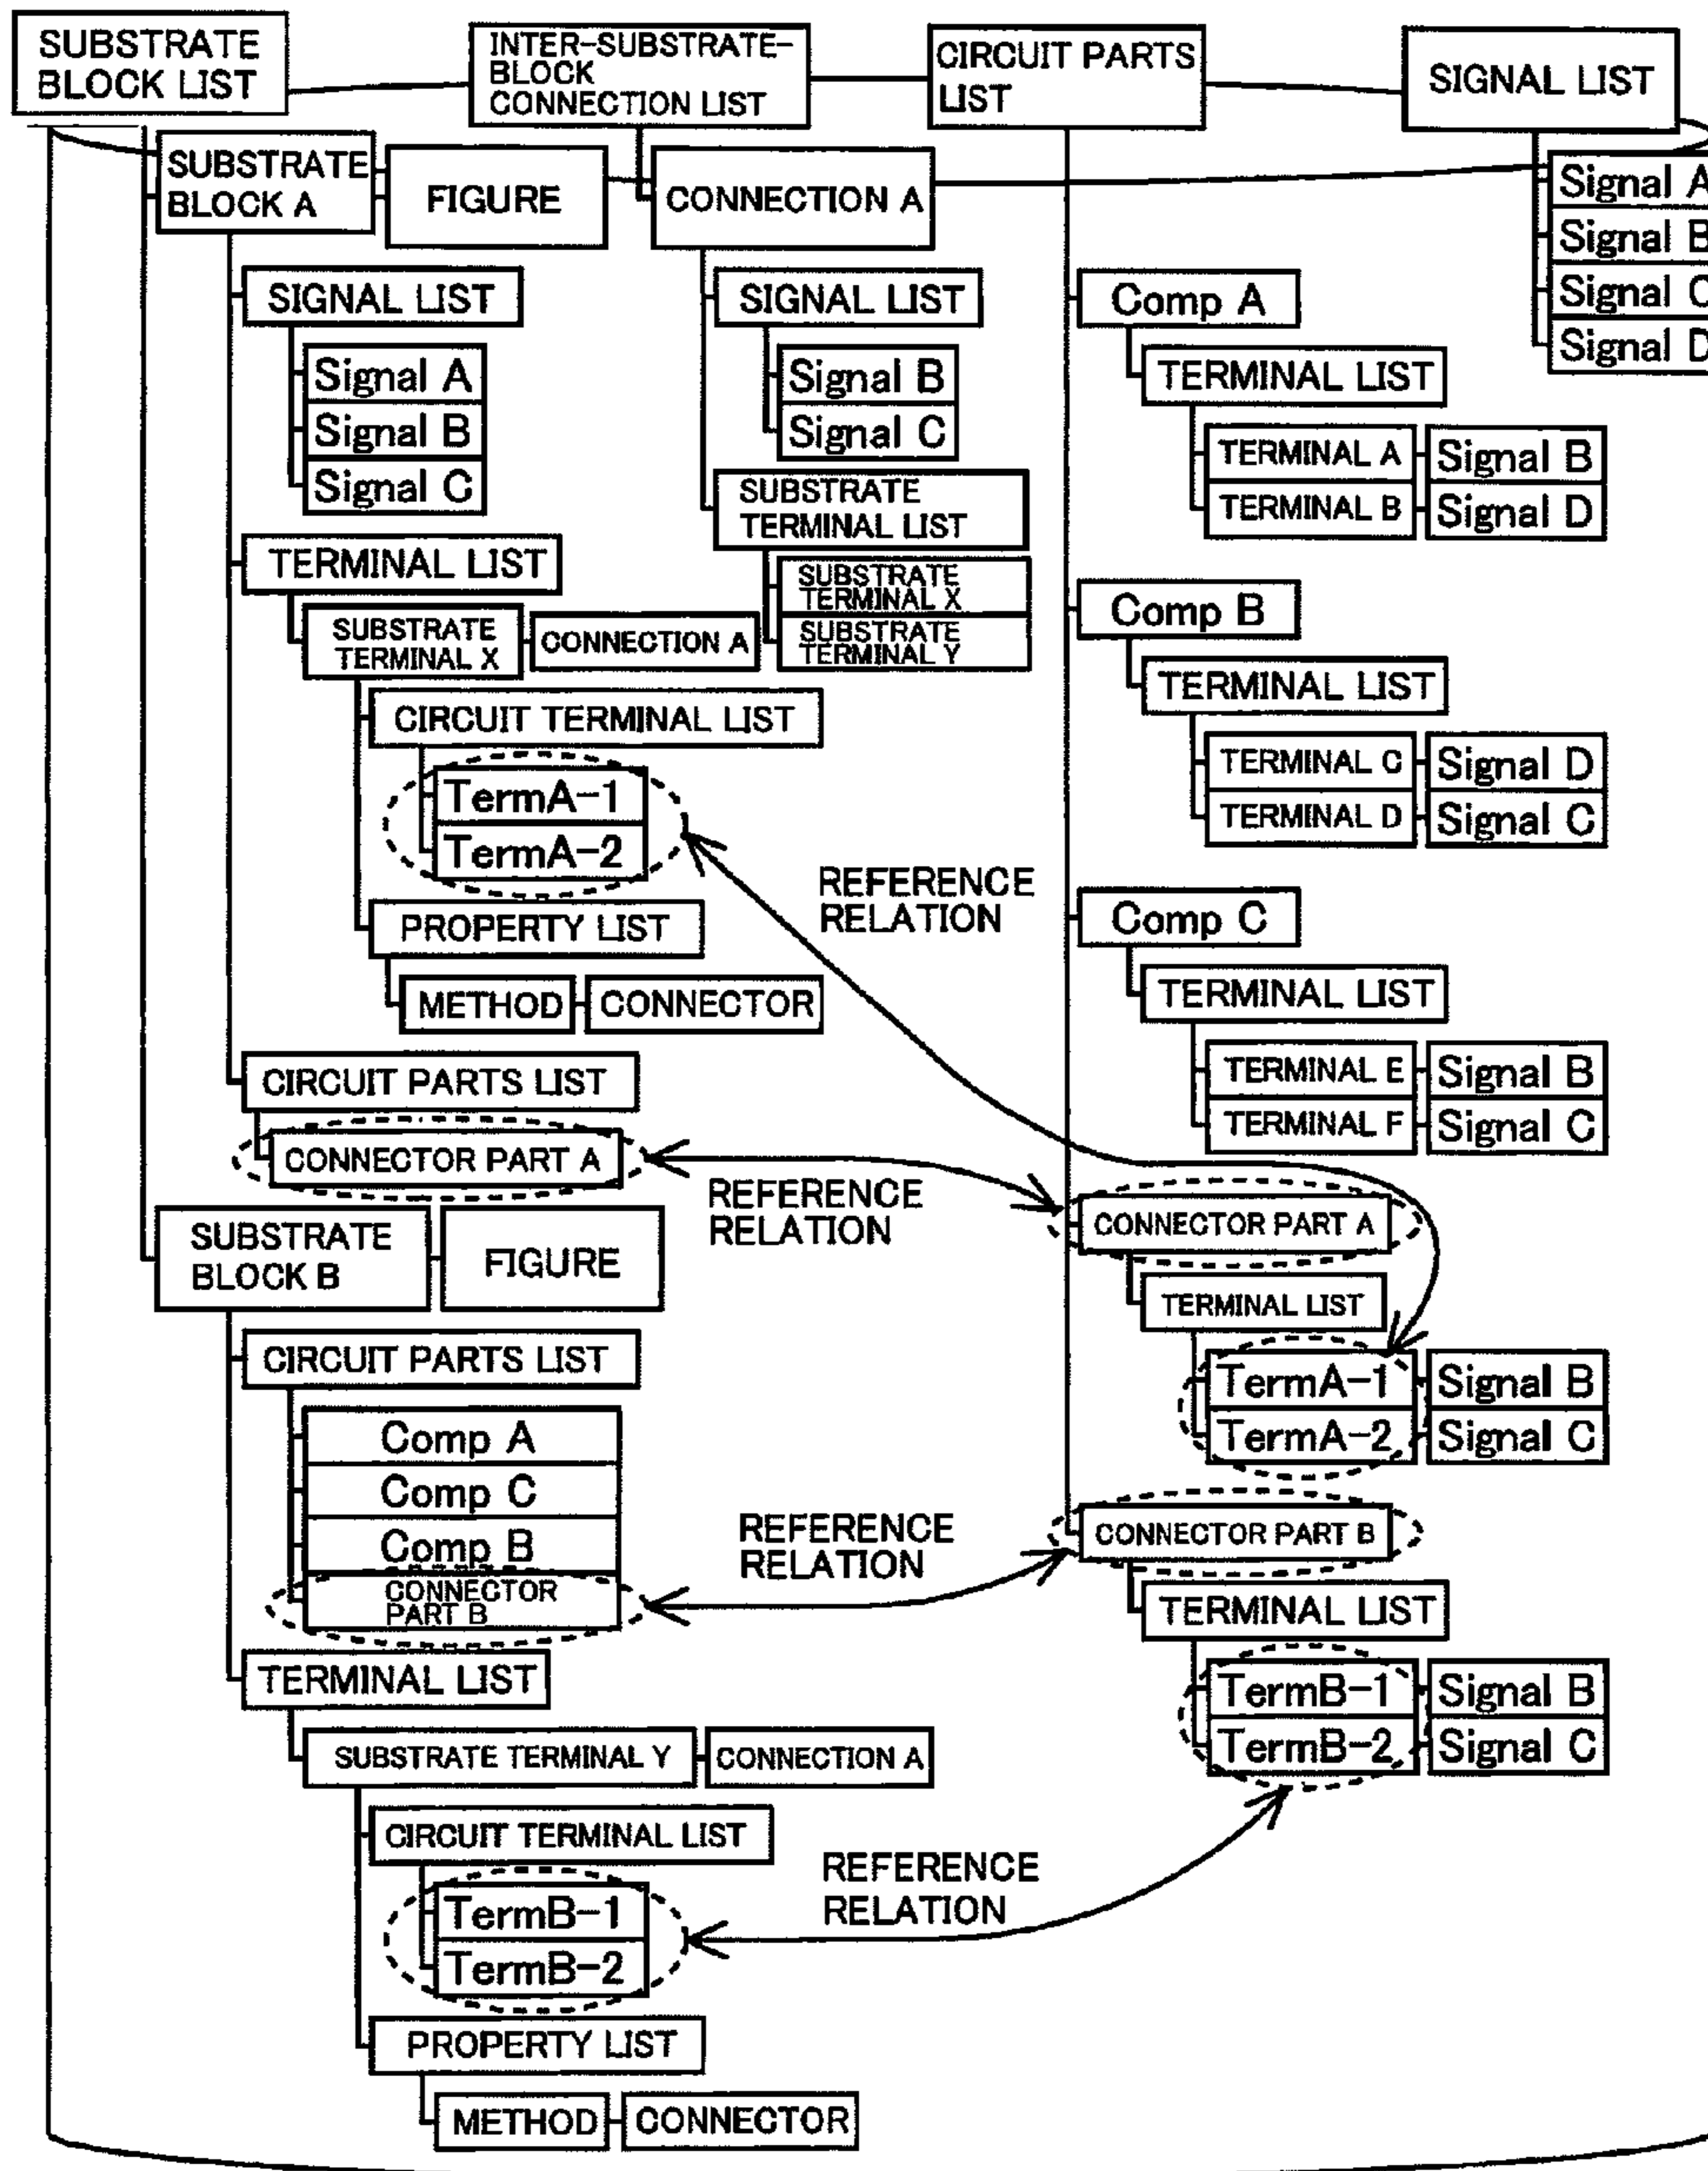 SUBSTRATE
BLOCK LIST
INTER-SUBSTRATE-
BLOCK
CONNECTION LIST
CIRCUIT PARTS
LIST
SIGNAL LIST
SUBSTRATE
BLOCK A
FIGURE
SIGNAL LIST
Signal A
Signal B
Signal C
TERMINAL LIST
SUBSTRATE
TERMINAL X
CONNECTION A
CIRCUIT TERMINAL LIST
TermA-1
TermA-2
PROPERTY LIST
METHOD
CONNECTOR
CIRCUIT PARTS LIST
CONNECTOR PART A
SUBSTRATE
BLOCK B
FIGURE
CIRCUIT PARTS LIST
Comp A
Comp C
Comp B
CONNECTOR
PART B
TERMINAL LIST
SUBSTRATE TERMINAL Y
CONNECTION A
CIRCUIT TERMINAL LIST
TermB-1
TermB-2
PROPERTY LIST
METHOD
CONNECTOR
CONNECTION A
SIGNAL LIST
Signal B
Signal C
SUBSTRATE
TERMINAL LIST
SUBSTRATE
TERMINAL X
SUBSTRATE
TERMINAL Y
REFERENCE
RELATION
REFERENCE
RELATION
REFERENCE
RELATION
REFERENCE
RELATION
Comp A
TERMINAL LIST
TERMINAL A
Signal B
TERMINAL B
Signal D
Comp B
TERMINAL LIST
TERMINAL C
Signal D
TERMINAL D
Signal C
Comp C
TERMINAL LIST
TERMINAL E
Signal B
TERMINAL F
Signal C
CONNECTOR PART A
TERMINAL LIST
TermA-1
Signal B
TermA-2
Signal C
CONNECTOR PART B
TERMINAL LIST
TermB-1
Signal B
TermB-2
Signal C
Signal A
Signal B
Signal C
Signal D